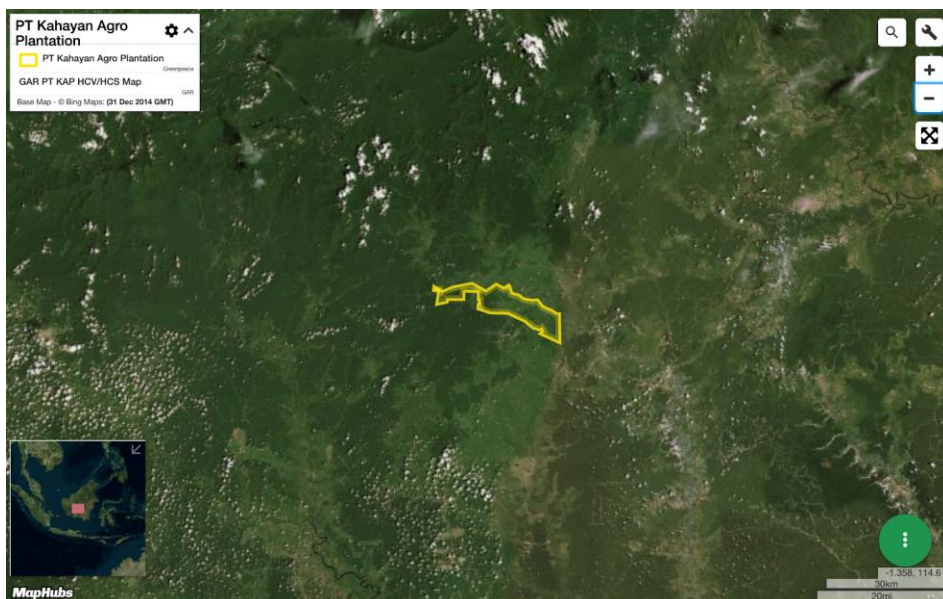 PT Kahayan Agro
Plantation
PT Kahayan Agro Plantation
Greenpeace
GAR PT KAP HCV/HCS Map
GAR
Base Map - © Bing Maps: (31 Dec 2014 GMT)
+
−
-1.358, 114.6
30km
20mi
MapHubs